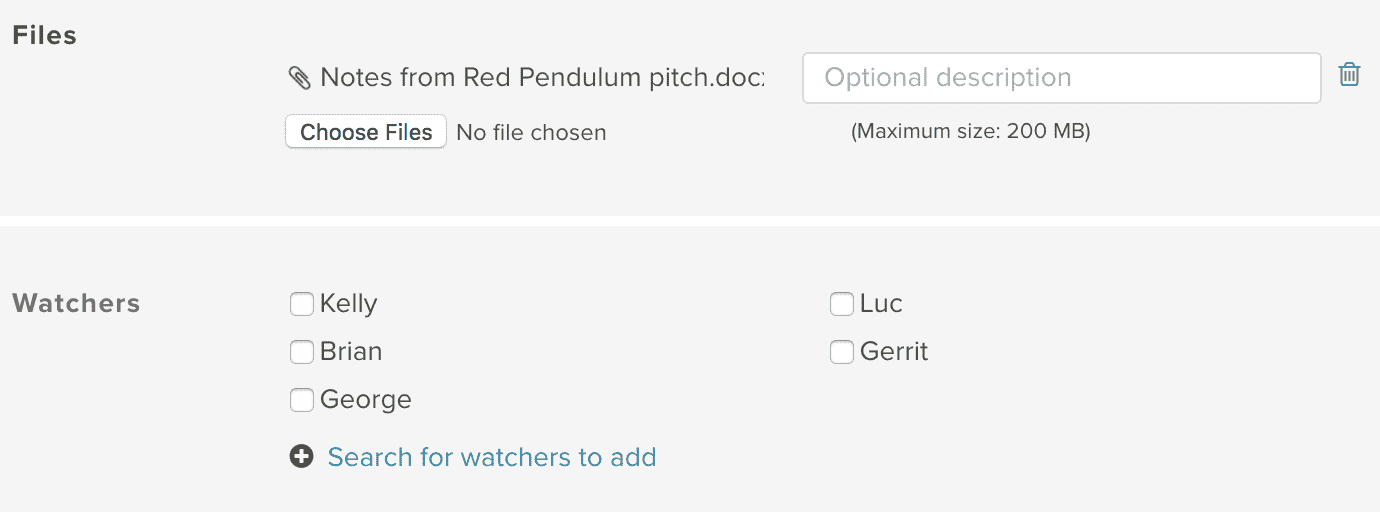 Files
Notes from Red Pendulum pitch.doc
Optional description
Choose Files No file chosen
(Maximum size: 200 MB)
Watchers
Kelly
Luc
Brian
Gerrit
George
Search for watchers to add